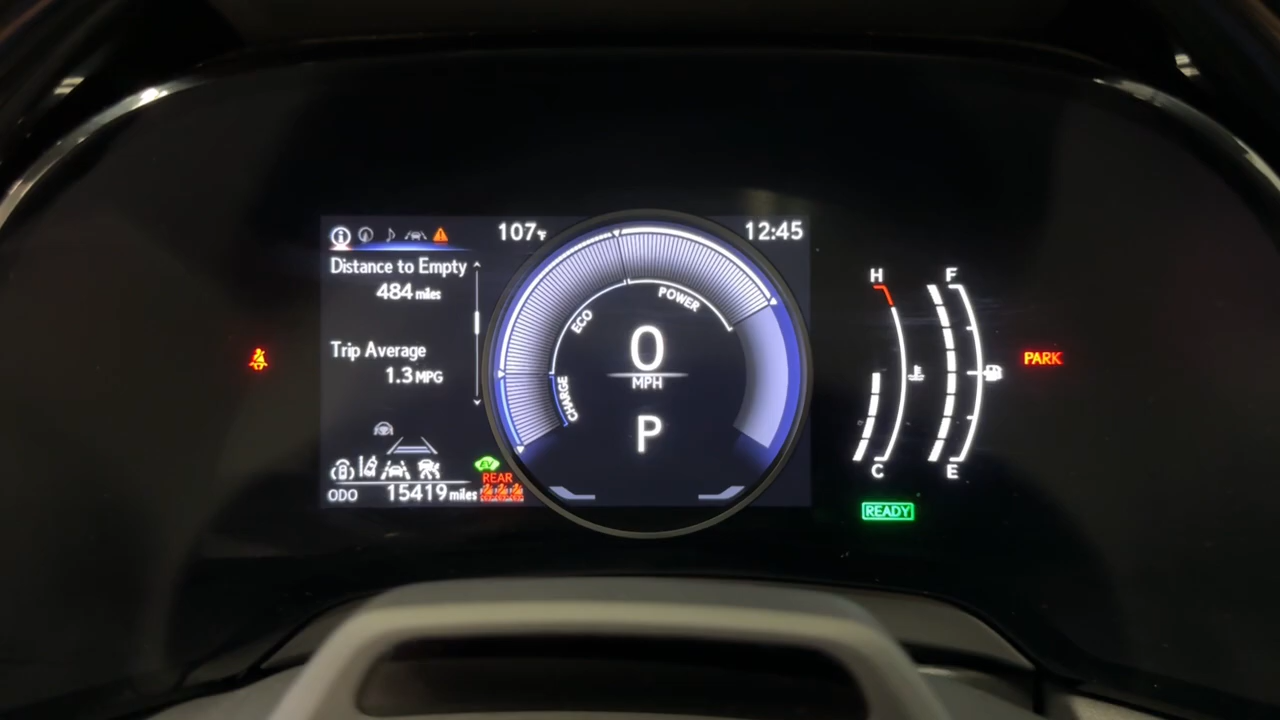 107°F
12:45
Distance to Empty
484 miles
Trip Average
1.3 MPG
ECO
POWER
CHARGE
0
MPH
P
EV
REAR
ODO 15419 miles
H
C
F
E
PARK
READY